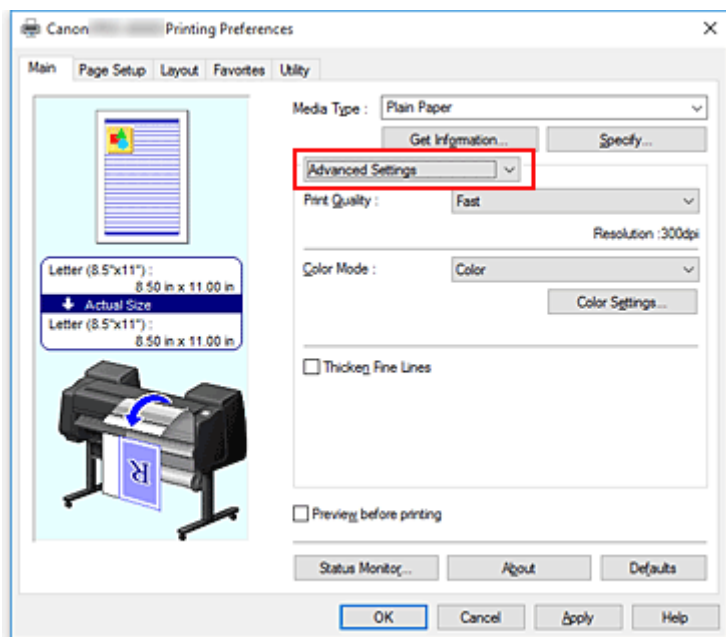 Canon Printing Preferences
Main Page Setup Layout Favorites Utility
Media Type : Plain Paper
Get Information... Specify...
Advanced Settings
Print Quality : Fast
Resolution :300dpi
Letter (8.5"x11") :
8.50 in x 11.00 in
Actual Size
Letter (8.5"x11") :
8.50 in x 11.00 in
Color Mode : Color
Color Settings...
Thicken Fine Lines
R
Preview before printing
Status Monitor... About Defaults
OK Cancel Apply Help